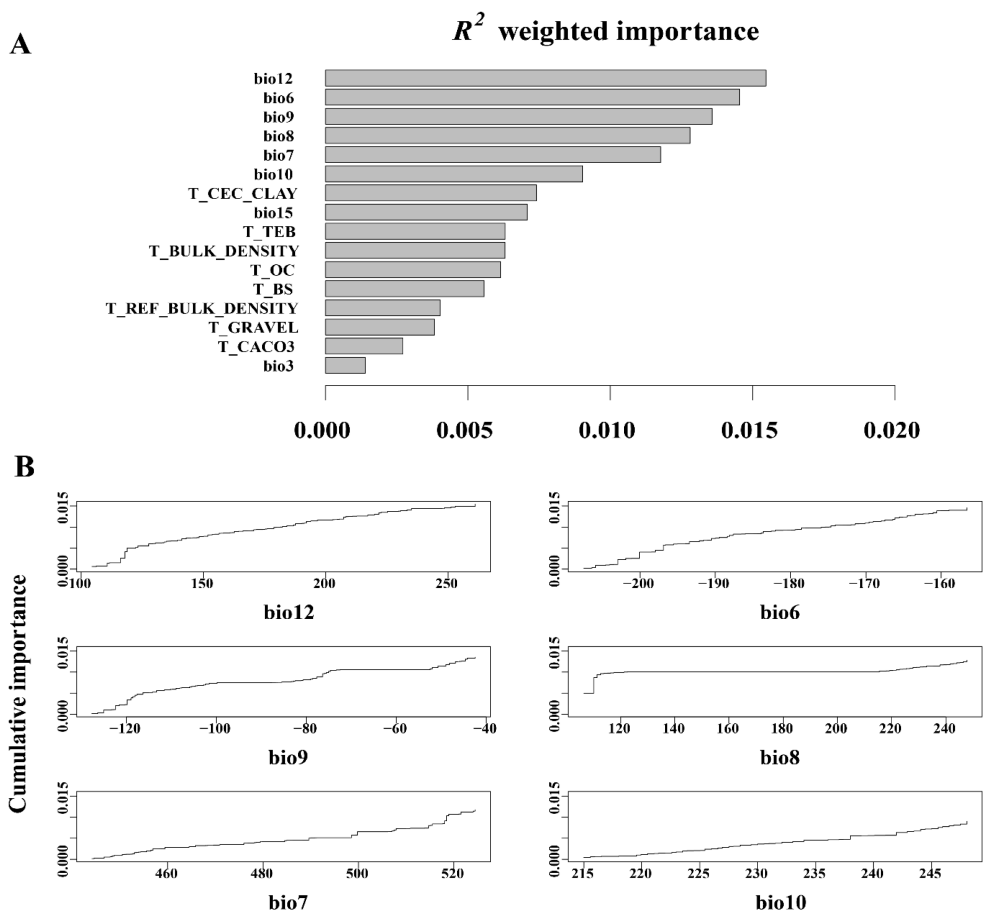 A
R² weighted importance
bio12
bio6
bio9
bio8
bio7
bio10
T_CEC_CLAY
bio15
T_TEB
T_BULK_DENSITY
T_OC
T_BS
T_REF_BULK_DENSITY
T_GRAVEL
T_CACO3
bio3
0.000 0.005 0.010 0.015 0.020
B
Cumulative importance
0.000 0.015
100 150 200 250
bio12
0.000 0.015
−200 −190 −180 −170 −160
bio6
0.000 0.015
−120 −100 −80 −60 −40
bio9
0.000 0.015
120 140 160 180 200 220 240
bio8
0.000 0.015
460 480 500 520
bio7
0.000 0.015
215 220 225 230 235 240 245
bio10